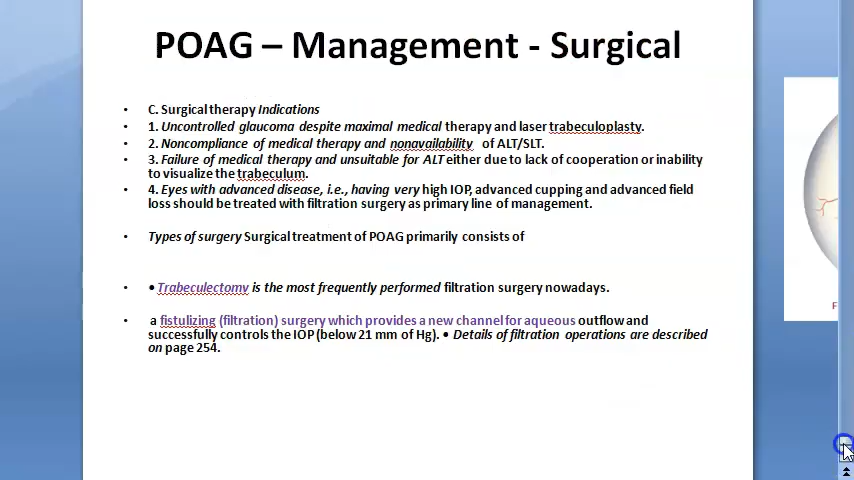 POAG – Management - Surgical
• C. Surgical therapy Indications
• 1. Uncontrolled glaucoma despite maximal medical therapy and laser trabeculoplasty.
• 2. Noncompliance of medical therapy and nonavailability of ALT/SLT.
• 3. Failure of medical therapy and unsuitable for ALT either due to lack of cooperation or inability
to visualize the trabeculum.
• 4. Eyes with advanced disease, i.e., having very high IOP, advanced cupping and advanced field
loss should be treated with filtration surgery as primary line of management.
• Types of surgery Surgical treatment of POAG primarily consists of
• • Trabeculectomy is the most frequently performed filtration surgery nowadays.
• a fistulizing (filtration) surgery which provides a new channel for aqueous outflow and
successfully controls the IOP (below 21 mm of Hg). • Details of filtration operations are described
on page 254.
F